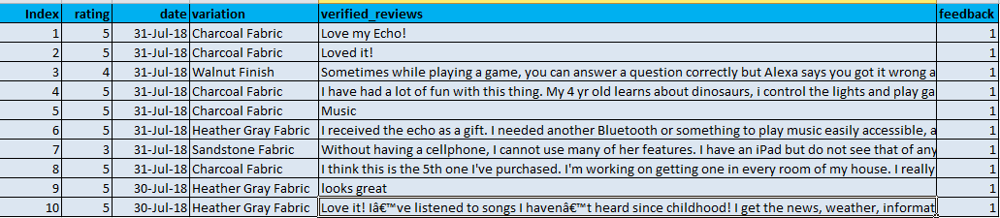 Index rating date variation verified_reviews feedback
1 5 31-Jul-18 Charcoal Fabric Love my Echo! 1
2 5 31-Jul-18 Charcoal Fabric Loved it! 1
3 4 31-Jul-18 Walnut Finish Sometimes while playing a game, you can answer a question correctly but Alexa says you got it wrong a 1
4 5 31-Jul-18 Charcoal Fabric I have had a lot of fun with this thing. My 4 yr old learns about dinosaurs, i control the lights and play ga 1
5 5 31-Jul-18 Charcoal Fabric Music 1
6 5 31-Jul-18 Heather Gray Fabric I received the echo as a gift. I needed another Bluetooth or something to play music easily accessible, a 1
7 3 31-Jul-18 Sandstone Fabric Without having a cellphone, I cannot use many of her features. I have an iPad but do not see that of any 1
8 5 31-Jul-18 Charcoal Fabric I think this is the 5th one I've purchased. I'm working on getting one in every room of my house. I really 1
9 5 30-Jul-18 Heather Gray Fabric looks great 1
10 5 30-Jul-18 Heather Gray Fabric Love it! Iâ€™ve listened to songs I havenâ€™t heard since childhood! I get the news, weather, informat 1